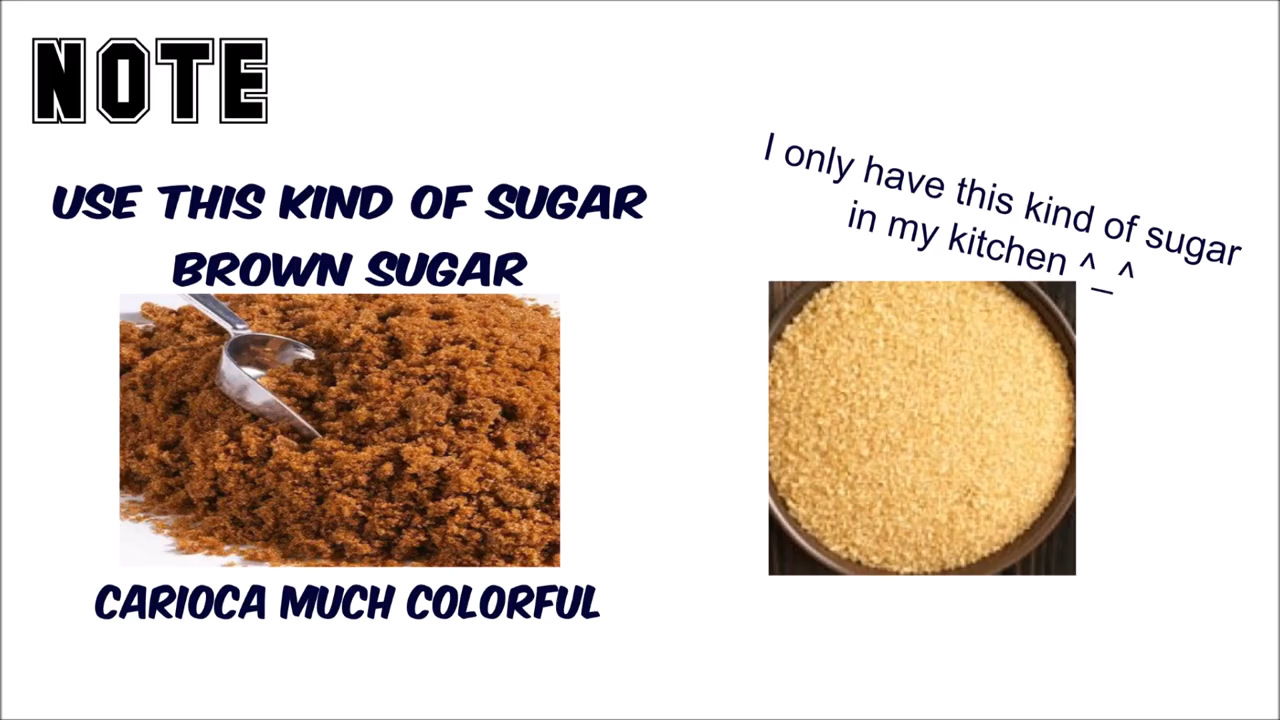 NOTE
USE THIS KIND OF SUGAR
BROWN SUGAR
CARIOCA MUCH COLORFUL
I only have this kind of sugar
in my kitchen ^_^